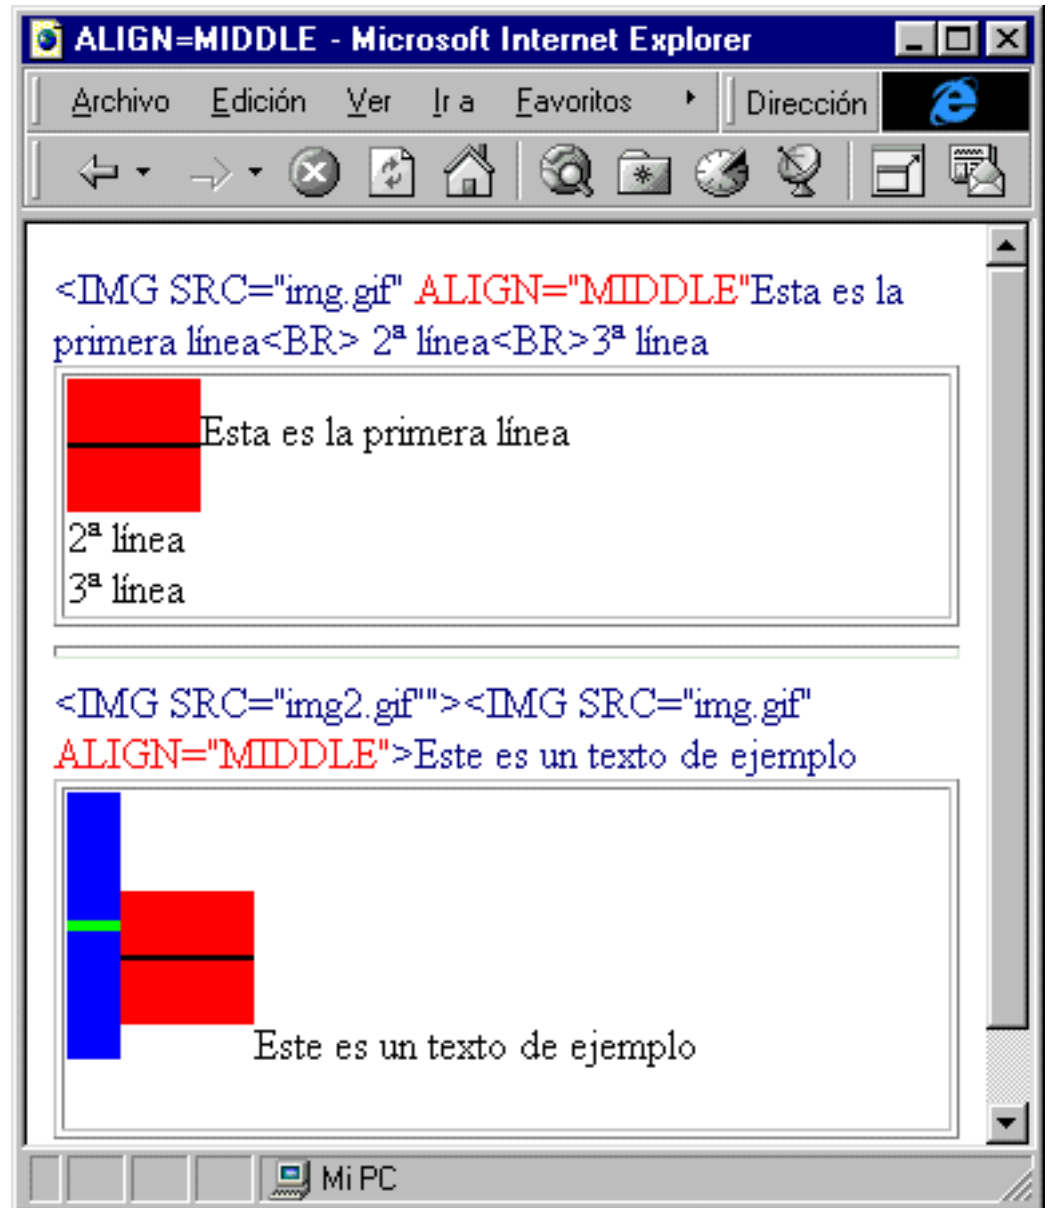 ALIGN=MIDDLE - Microsoft Internet Explorer
Archivo Edición Ver Ir a Favoritos Dirección
<IMG SRC="img.gif" ALIGN="MIDDLE"Esta es la
primera línea<BR> 2ª línea<BR>3ª línea
Esta es la primera línea
2ª línea
3ª línea
<IMG SRC="img2.gif'"><IMG SRC="img.gif"
ALIGN="MIDDLE">Este es un texto de ejemplo
Este es un texto de ejemplo
Mi PC